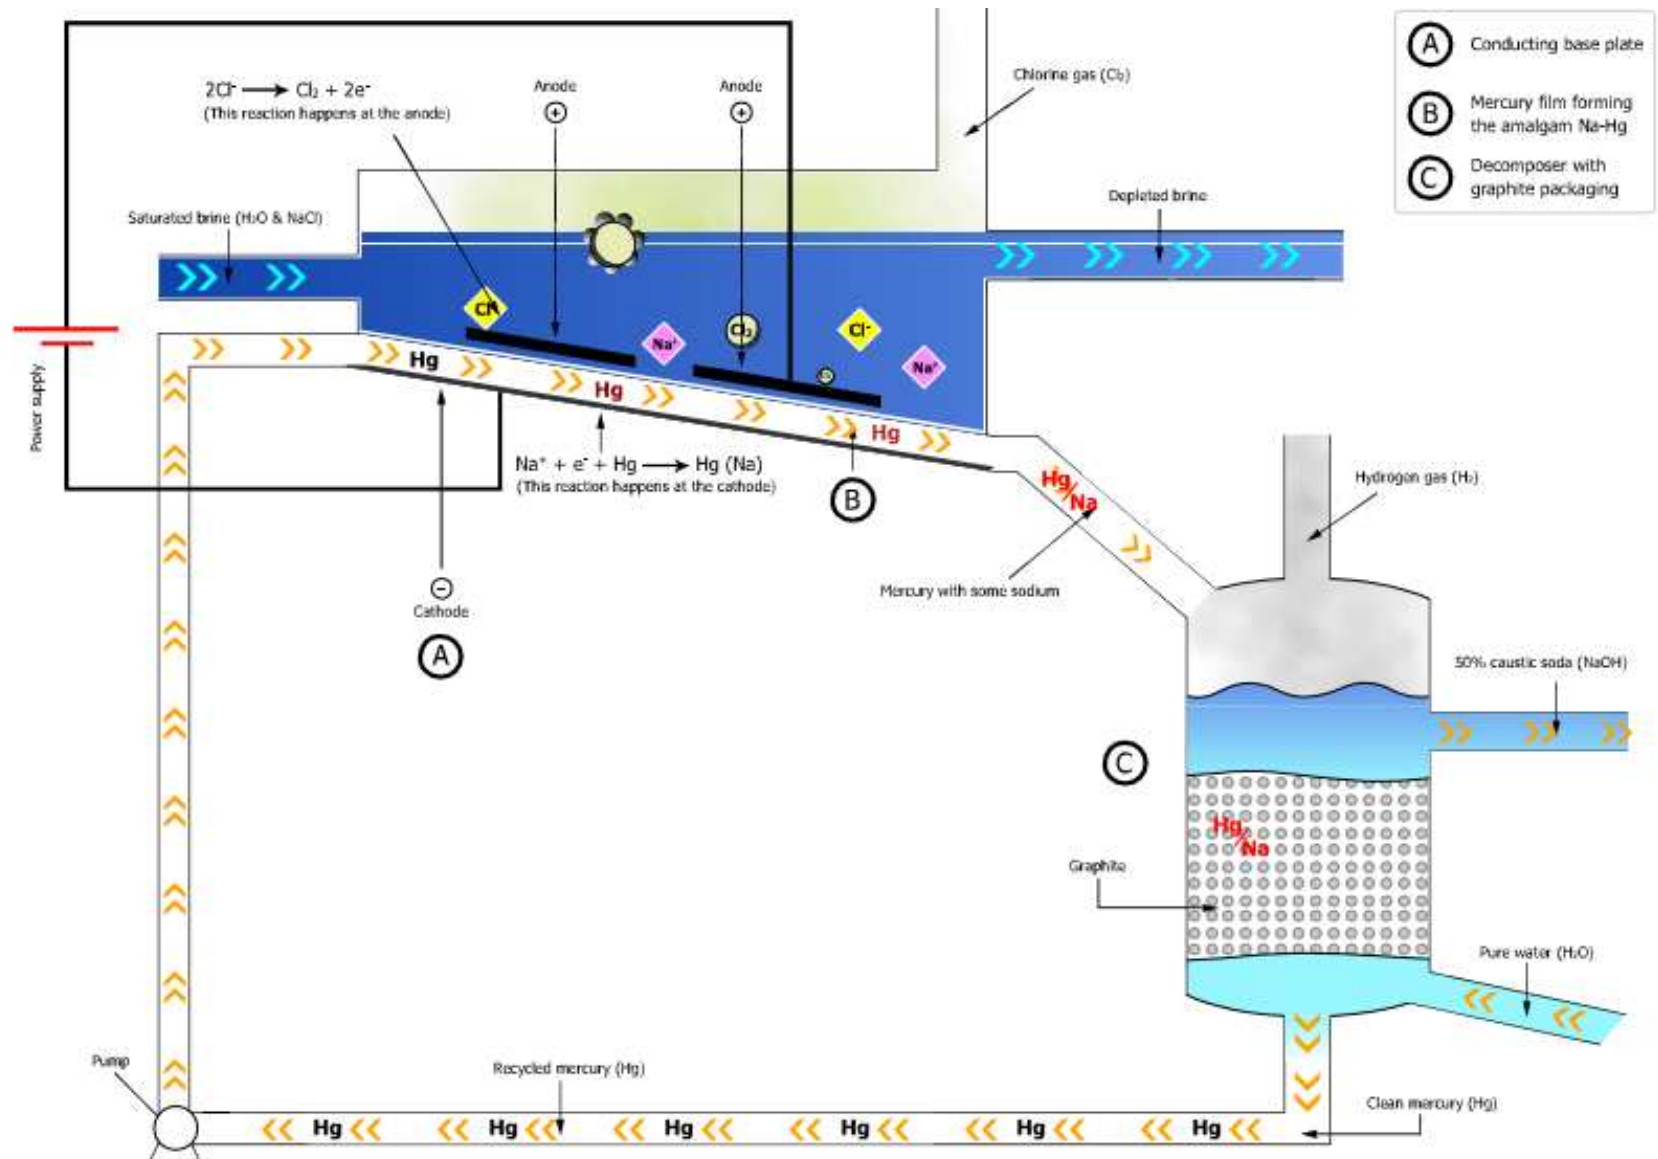 A Conducting base plate
B Mercury film forming
the amalgam Na-Hg
C Decomposer with
graphite packaging
2Cl⁻ → Cl₂ + 2e⁻
(This reaction happens at the anode)
Anode
+
Anode
+
Chlorine gas (Cl₂)
Saturated brine (H₂O & NaCl)
Depleted brine
Cl⁻
Na⁺
Cl₂
Cl⁻
Na⁺
Power supply
Hg
Hg
Hg
Na⁺ + e⁻ + Hg → Hg (Na)
(This reaction happens at the cathode)
B
−
Cathode
A
Hg/Na
Mercury with some sodium
Hydrogen gas (H₂)
50% caustic soda (NaOH)
C
Hg/Na
Graphite
Pure water (H₂O)
Pump
Recycled mercury (Hg)
Clean mercury (Hg)
Hg Hg Hg Hg Hg Hg